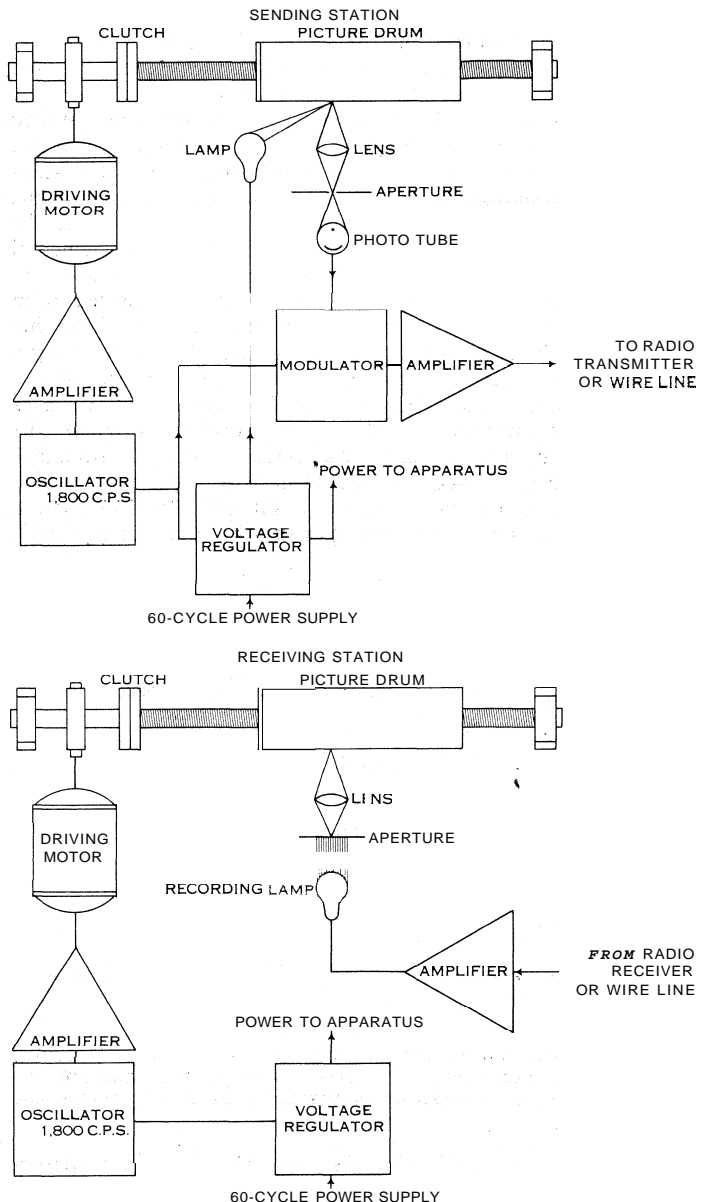 SENDING STATION
CLUTCH
PICTURE DRUM
LAMP
LENS
APERTURE
DRIVING
MOTOR
PHOTO TUBE
MODULATOR
AMPLIFIER
TO RADIO
TRANSMITTER
OR WIRE LINE
AMPLIFIER
OSCILLATOR
1,800 C.P.S.
POWER TO APPARATUS
VOLTAGE
REGULATOR
60-CYCLE POWER SUPPLY
RECEIVING STATION
CLUTCH
PICTURE DRUM
LENS
APERTURE
DRIVING
MOTOR
RECORDING LAMP
AMPLIFIER
FROM RADIO
RECEIVER
OR WIRE LINE
POWER TO APPARATUS
AMPLIFIER
OSCILLATOR
1,800 C.P.S.
VOLTAGE
REGULATOR
60-CYCLE POWER SUPPLY